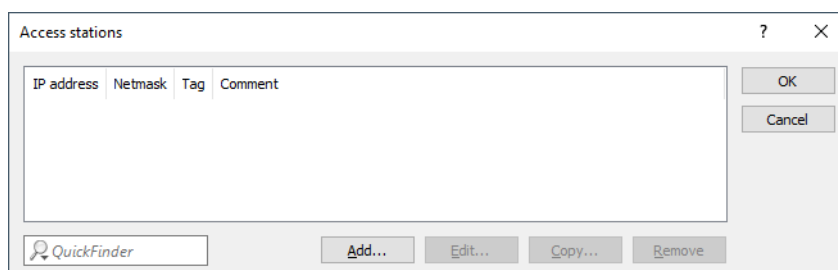 Access stations
IP address Netmask Tag Comment
OK
Cancel
QuickFinder Add... Edit... Copy... Remove